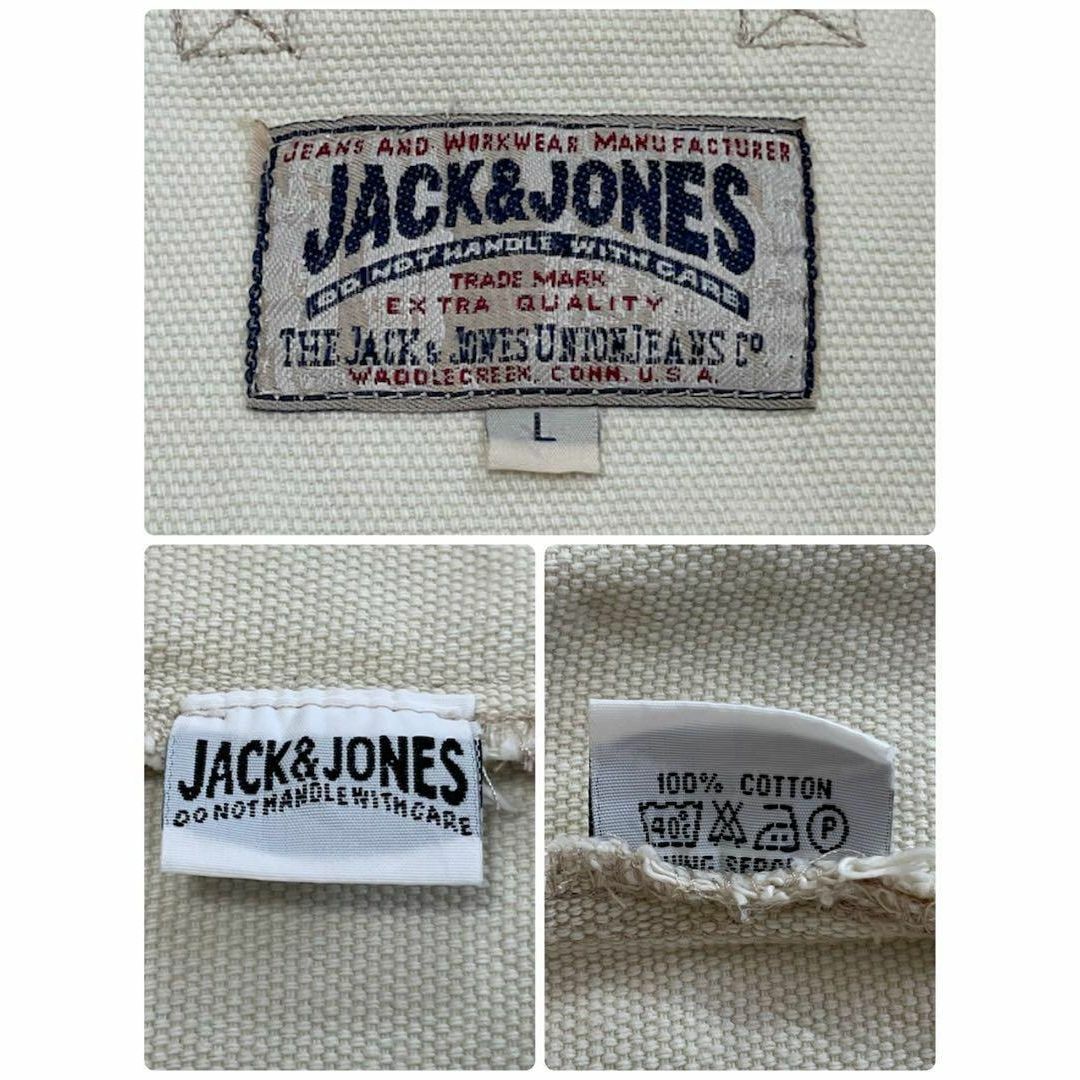 JEANS AND WORKWEAR MANUFACTURER
JACK&JONES
DO NOT HANDLE WITH CARE
TRADE MARK
EXTRA QUALITY
THE JACK & JONES UNION JEANS Cº
WADDLECREEK, CONN. U.S.A.
L
JACK&JONES
DO NOT HANDLE WITH CARE
100% COTTON
40°C P